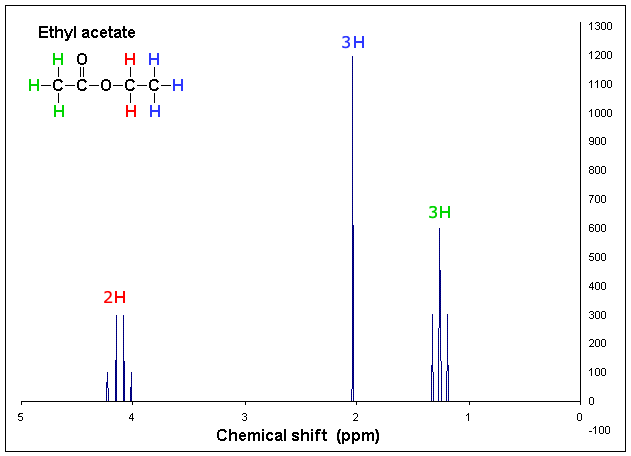 Ethyl acetate
H O H H
H C C O C C H
H H H
3H
3H
2H
1300
1200
1100
1000
900
800
700
600
500
400
300
200
100
0
-100
5 4 3 2 1 0
Chemical shift (ppm)